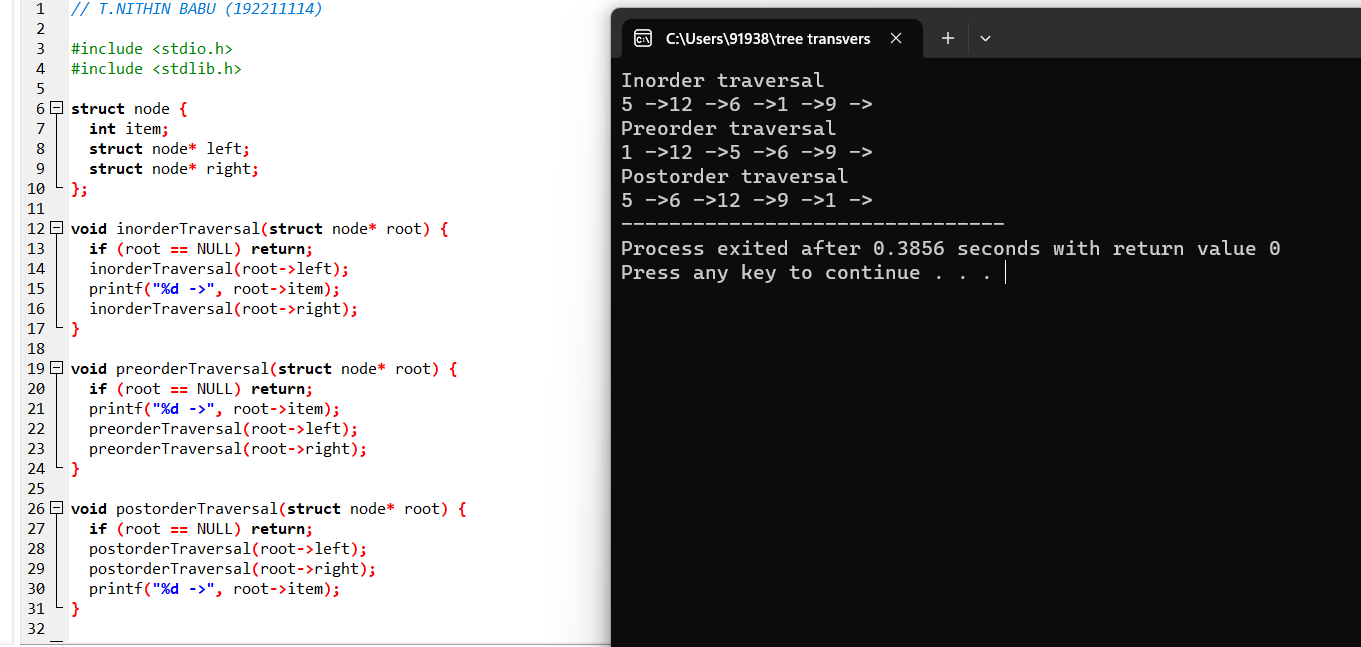 1 // T.NITHIN BABU (192211114)
2
3 #include <stdio.h>
4 #include <stdlib.h>
5
6 struct node {
7   int item;
8   struct node* left;
9   struct node* right;
10 };
11
12 void inorderTraversal(struct node* root) {
13   if (root == NULL) return;
14   inorderTraversal(root->left);
15   printf("%d ->", root->item);
16   inorderTraversal(root->right);
17 }
18
19 void preorderTraversal(struct node* root) {
20   if (root == NULL) return;
21   printf("%d ->", root->item);
22   preorderTraversal(root->left);
23   preorderTraversal(root->right);
24 }
25
26 void postorderTraversal(struct node* root) {
27   if (root == NULL) return;
28   postorderTraversal(root->left);
29   postorderTraversal(root->right);
30   printf("%d ->", root->item);
31 }
32
C:\Users\91938\tree transvers
Inorder traversal
5 ->12 ->6 ->1 ->9 ->
Preorder traversal
1 ->12 ->5 ->6 ->9 ->
Postorder traversal
5 ->6 ->12 ->9 ->1 ->
--------------------------------
Process exited after 0.3856 seconds with return value 0
Press any key to continue . . .